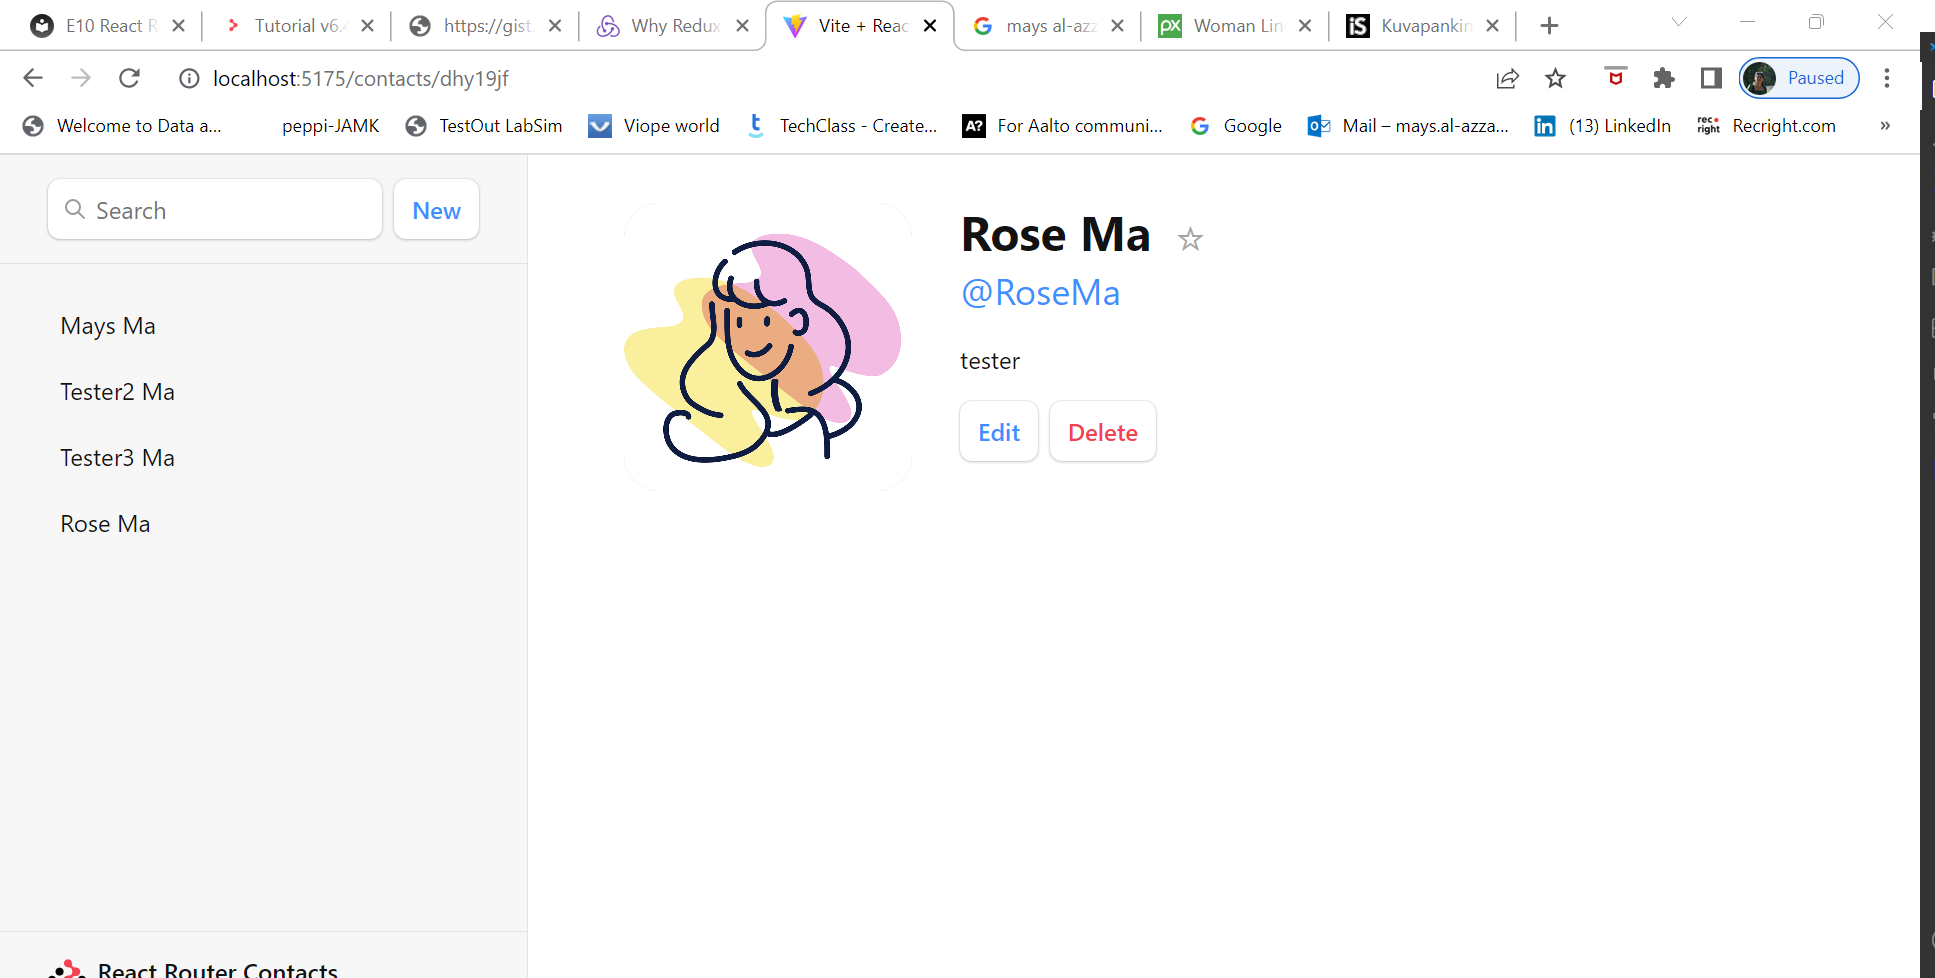 E10 React R
Tutorial v6.4
https://gist.
Why Redux
Vite + Reac
mays al-azz
Woman Lin
Kuvapankin
localhost:5175/contacts/dhy19jf
Paused
Welcome to Data a...
peppi-JAMK
TestOut LabSim
Viope world
TechClass - Create...
A? For Aalto communi...
Google
Mail – mays.al-azza...
(13) LinkedIn
rec right Recright.com
»
Search
New
Mays Ma
Tester2 Ma
Tester3 Ma
Rose Ma
React Router Contacts
Rose Ma
@RoseMa
tester
Edit
Delete